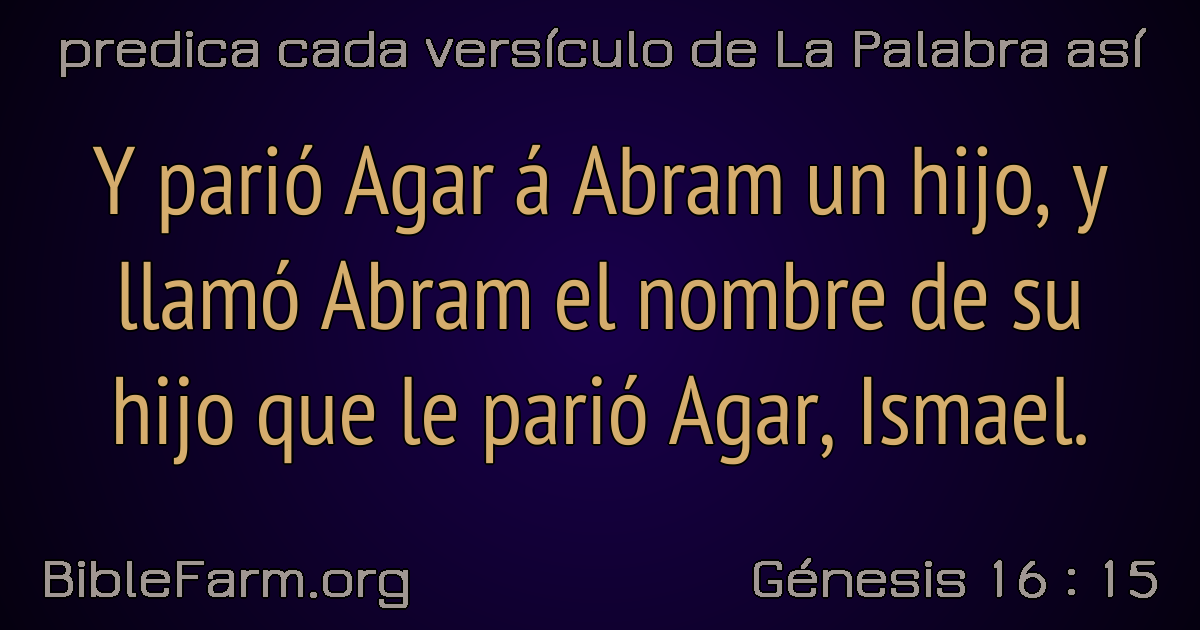 predica cada versículo de La Palabra así
Y parió Agar á Abram un hijo, y
llamó Abram el nombre de su
hijo que le parió Agar, Ismael.
BibleFarm.org
Génesis 16 : 15